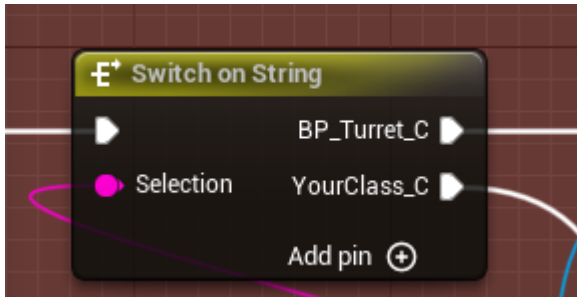 Switch on String
BP_Turret_C
Selection YourClass_C
Add pin